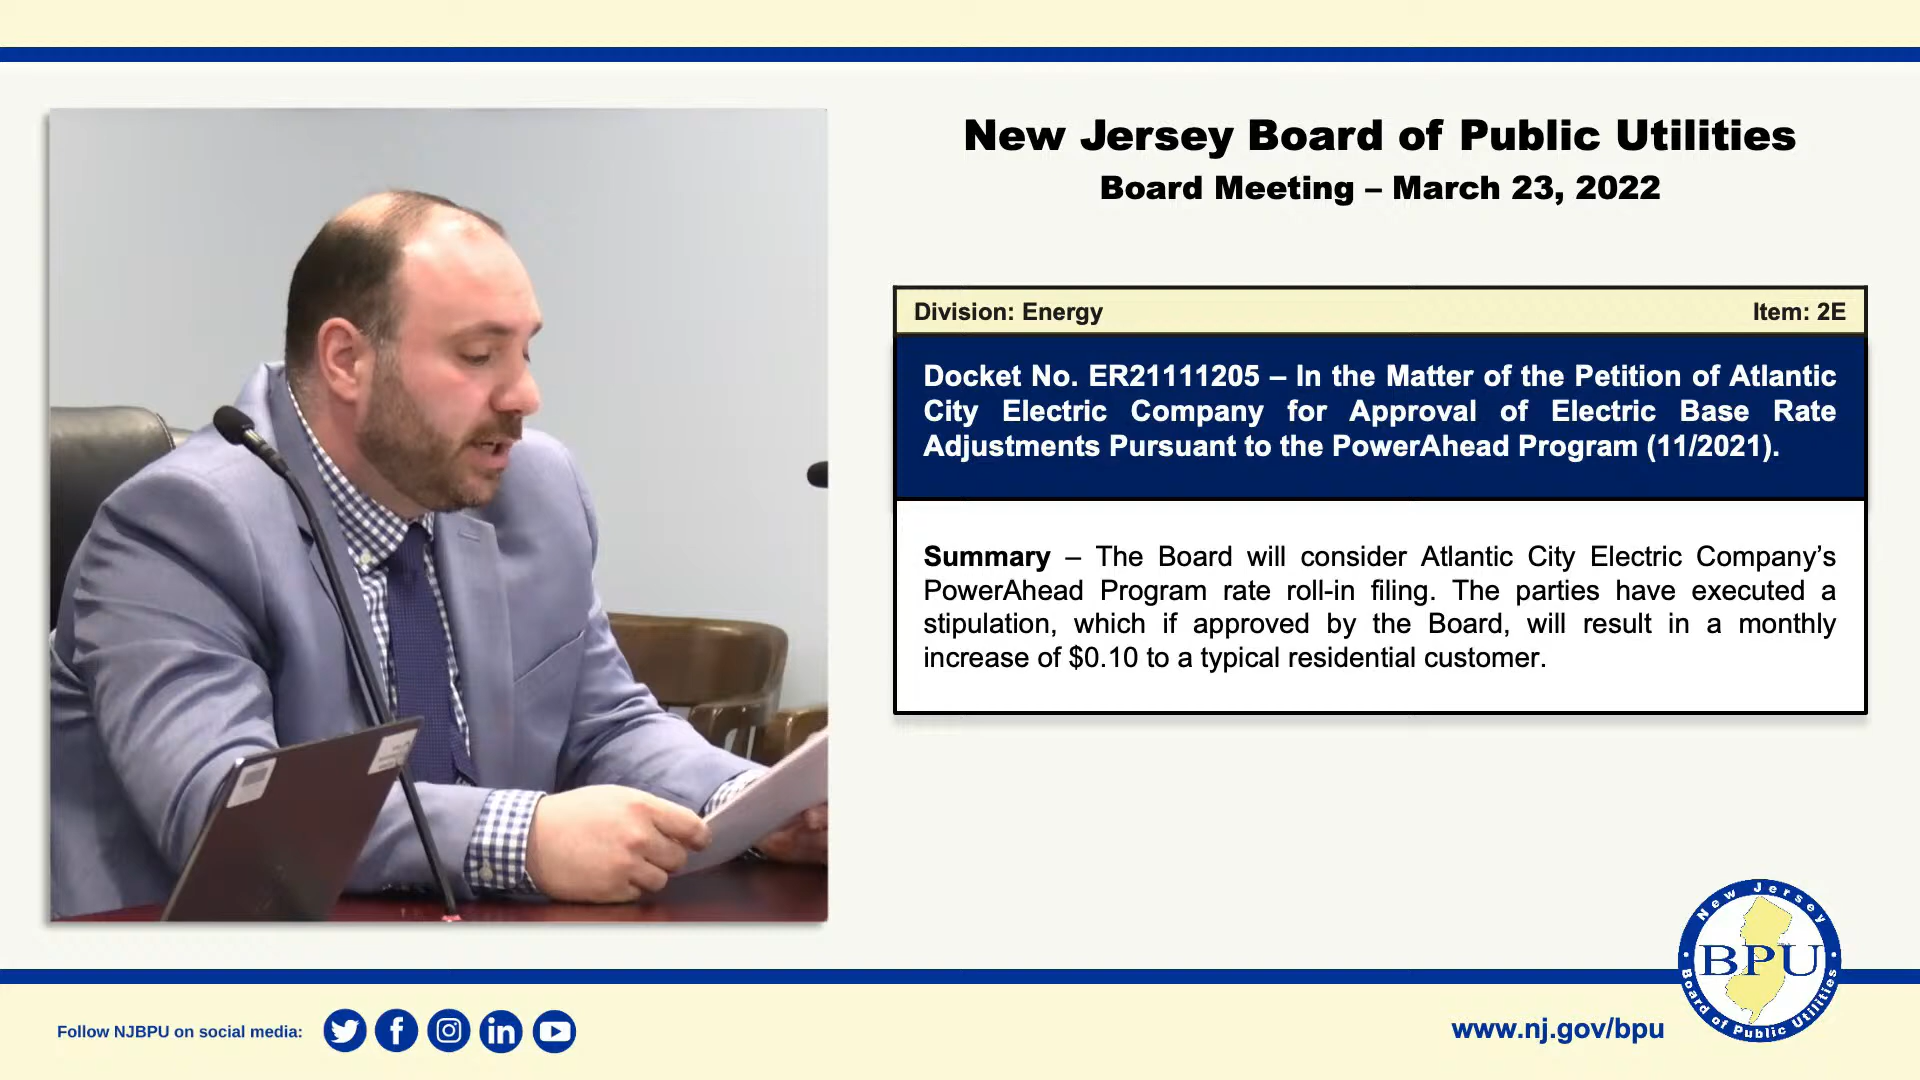 New Jersey Board of Public Utilities
Board Meeting – March 23, 2022
Division: Energy
Item: 2E
Docket No. ER21111205 – In the Matter of the Petition of Atlantic
City Electric Company for Approval of Electric Base Rate
Adjustments Pursuant to the PowerAhead Program (11/2021).
Summary – The Board will consider Atlantic City Electric Company’s
PowerAhead Program rate roll-in filing. The parties have executed a
stipulation, which if approved by the Board, will result in a monthly
increase of $0.10 to a typical residential customer.
New Jersey
BPU
Board of Public Utilities
Follow NJBPU on social media:
www.nj.gov/bpu